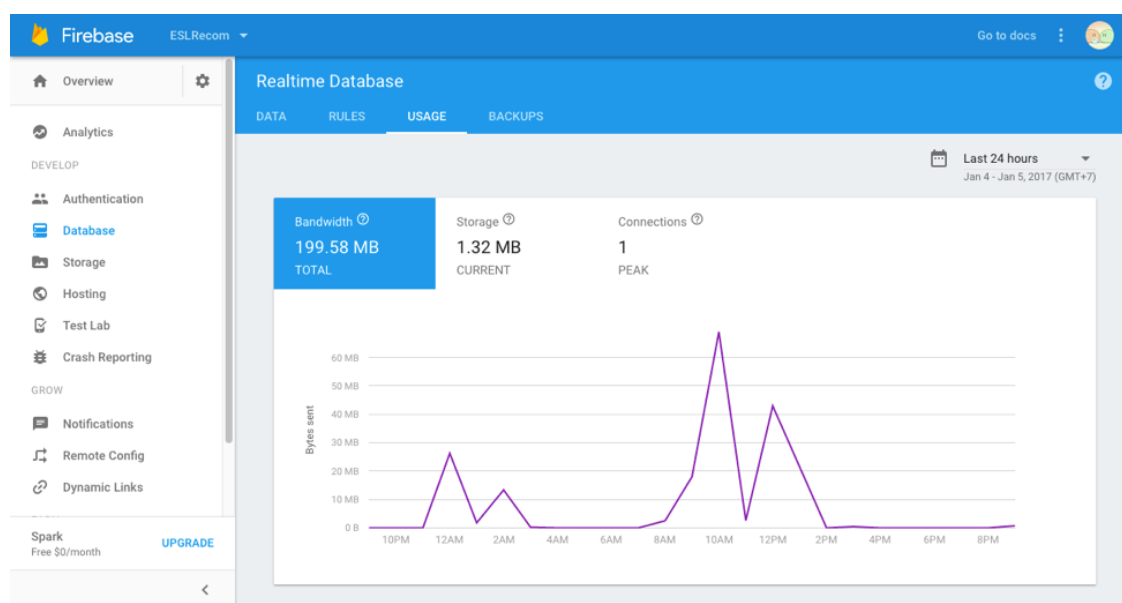 Firebase
ESLRecom
Go to docs
Overview
Analytics
DEVELOP
Authentication
Database
Storage
Hosting
Test Lab
Crash Reporting
GROW
Notifications
Remote Config
Dynamic Links
Spark
Free $0/month
UPGRADE
Realtime Database
DATA RULES USAGE BACKUPS
Last 24 hours
Jan 4 - Jan 5, 2017 (GMT+7)
Bandwidth
199.58 MB
TOTAL
Storage
1.32 MB
CURRENT
Connections
1
PEAK
Bytes sent
60 MB
50 MB
40 MB
30 MB
20 MB
10 MB
0 B
10PM 12AM 2AM 4AM 6AM 8AM 10AM 12PM 2PM 4PM 6PM 8PM